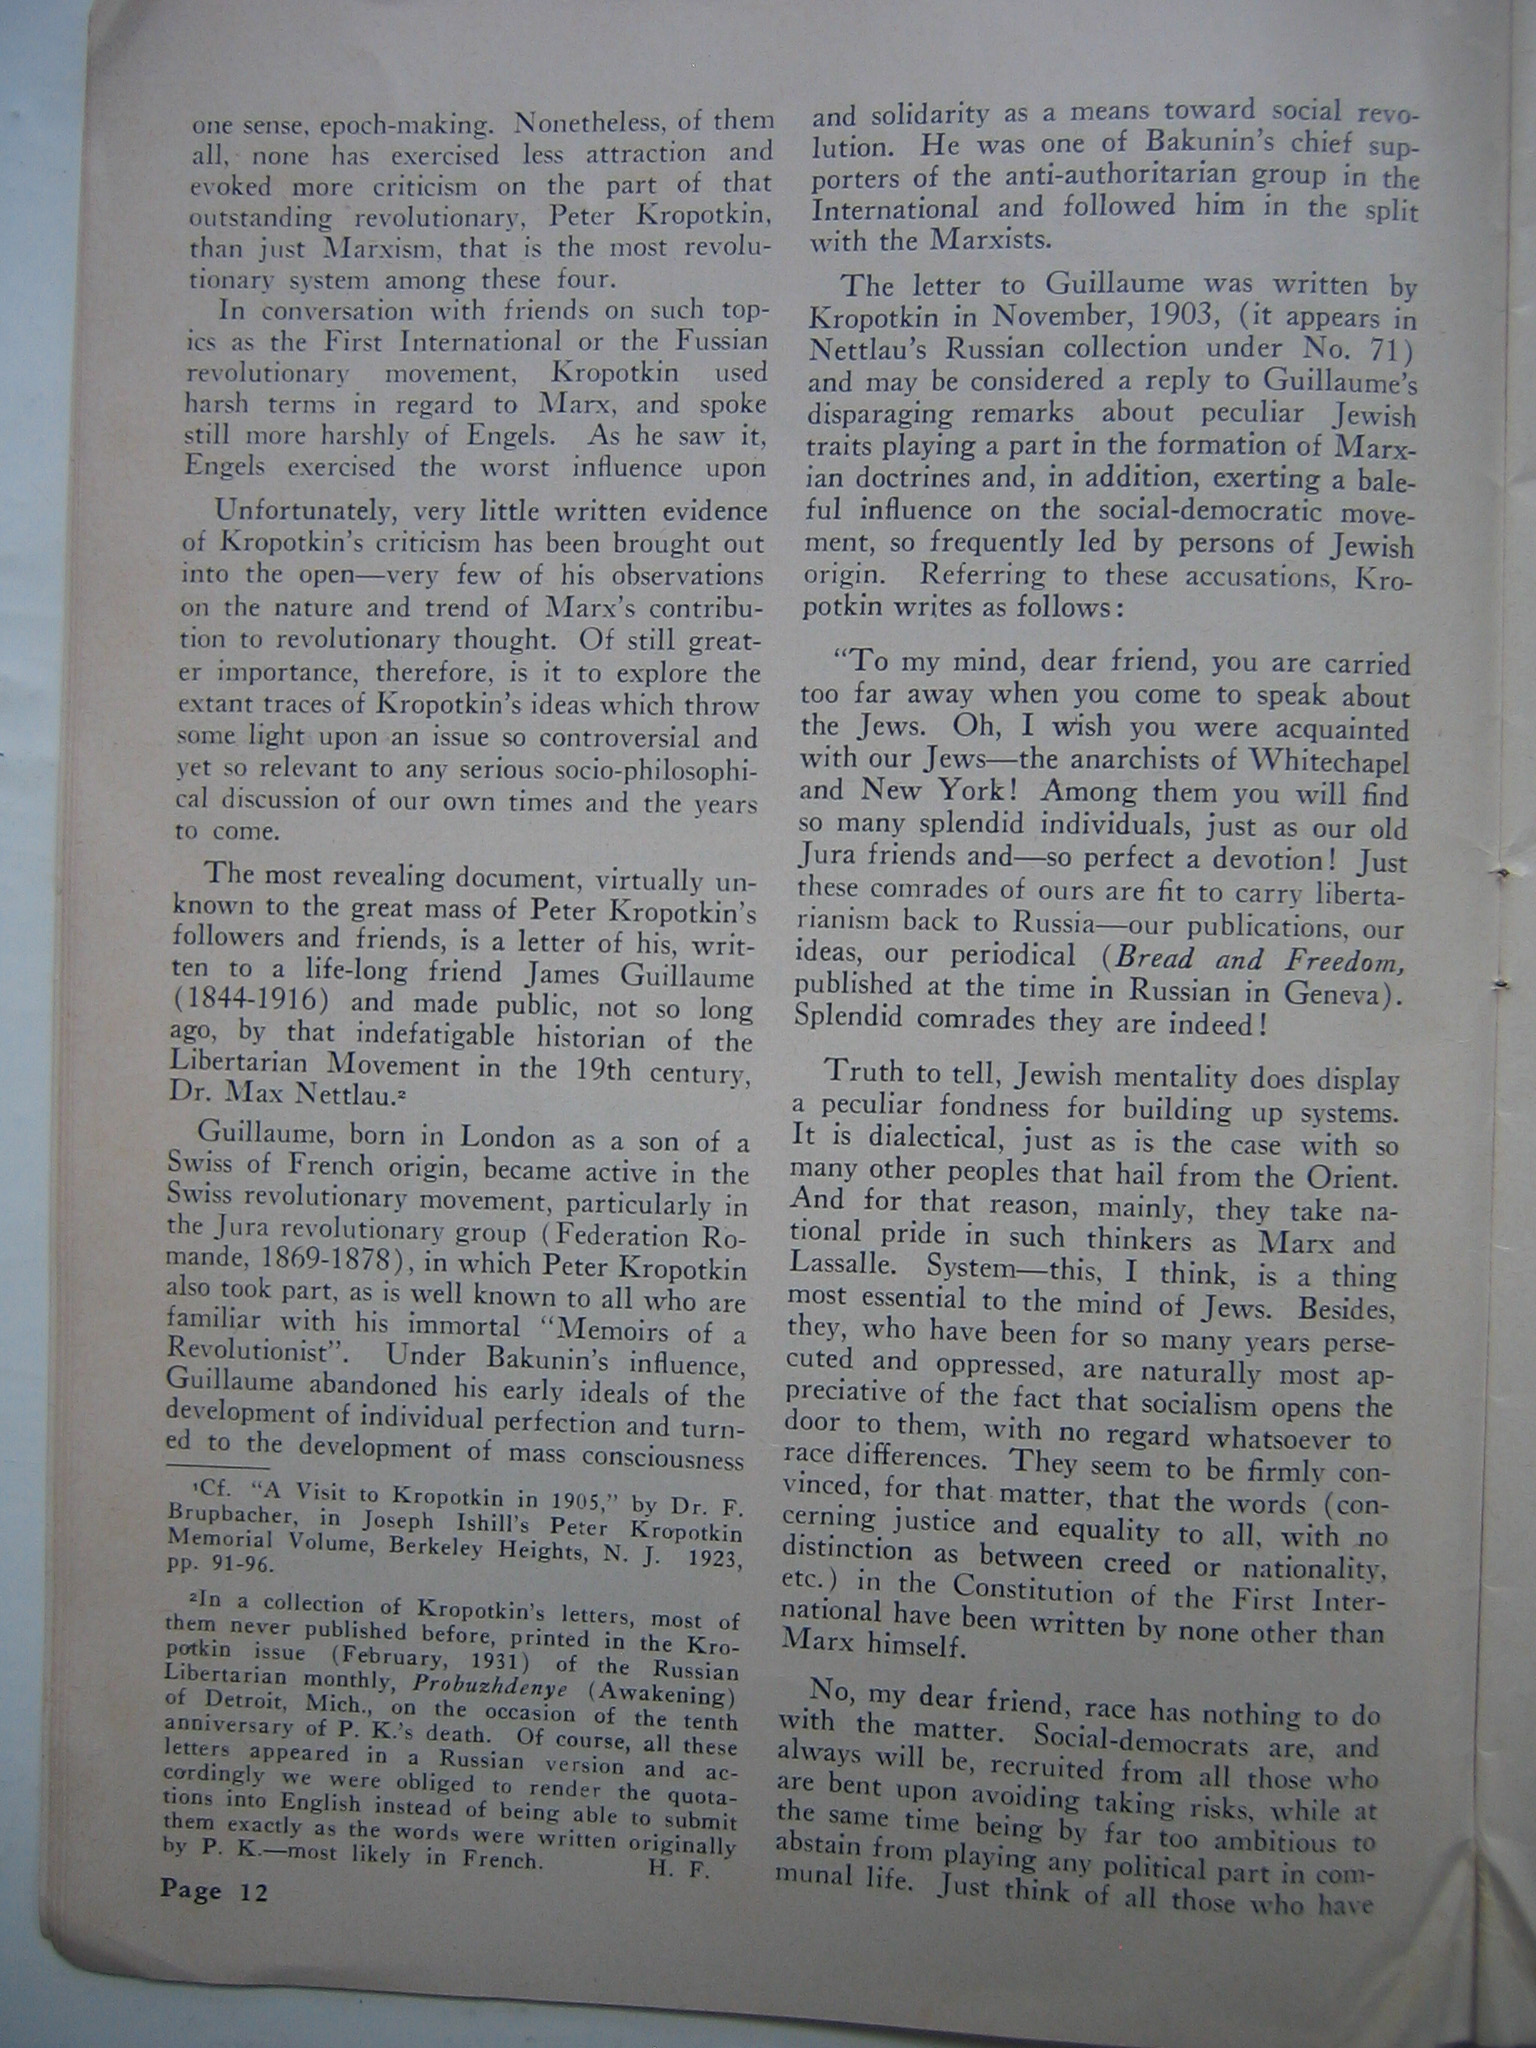 one sense, epoch-making. Nonetheless, of them
all, none has exercised less attraction and
evoked more criticism on the part of that
outstanding revolutionary, Peter Kropotkin,
than just Marxism, that is the most revolu-
tionary system among these four.
In conversation with friends on such top-
ics as the First International or the Fussian
revolutionary movement, Kropotkin used
harsh terms in regard to Marx, and spoke
still more harshly of Engels. As he saw it,
Engels exercised the worst influence upon
Unfortunately, very little written evidence
of Kropotkin's criticism has been brought out
into the open—very few of his observations
on the nature and trend of Marx's contribu-
tion to revolutionary thought. Of still great-
er importance, therefore, is it to explore the
extant traces of Kropotkin's ideas which throw
some light upon an issue so controversial and
yet so relevant to any serious socio-philosophi-
cal discussion of our own times and the years
to come.
The most revealing document, virtually un-
known to the great mass of Peter Kropotkin's
followers and friends, is a letter of his, writ-
ten to a life-long friend James Guillaume
(1844-1916) and made public, not so long
ago, by that indefatigable historian of the
Libertarian Movement in the 19th century,
Dr. Max Nettlau.²
Guillaume, born in London as a son of a
Swiss of French origin, became active in the
Swiss revolutionary movement, particularly in
the Jura revolutionary group (Federation Ro-
mande, 1869-1878), in which Peter Kropotkin
also took part, as is well known to all who are
familiar with his immortal "Memoirs of a
Revolutionist". Under Bakunin's influence,
Guillaume abandoned his early ideals of the
development of individual perfection and turn-
ed to the development of mass consciousness
¹Cf. "A Visit to Kropotkin in 1905," by Dr. F.
Brupbacher, in Joseph Ishill's Peter Kropotkin
Memorial Volume, Berkeley Heights, N. J. 1923,
pp. 91-96.
²In a collection of Kropotkin's letters, most of
them never published before, printed in the Kro-
potkin issue (February, 1931) of the Russian
Libertarian monthly, Probuzhdenye (Awakening)
of Detroit, Mich., on the occasion of the tenth
anniversary of P. K.'s death. Of course, all these
letters appeared in a Russian version and ac-
cordingly we were obliged to render the quota-
tions into English instead of being able to submit
them exactly as the words were written originally
by P. K.—most likely in French. H. F.
Page 12
and solidarity as a means toward social revo-
lution. He was one of Bakunin's chief sup-
porters of the anti-authoritarian group in the
International and followed him in the split
with the Marxists.
The letter to Guillaume was written by
Kropotkin in November, 1903, (it appears in
Nettlau's Russian collection under No. 71)
and may be considered a reply to Guillaume's
disparaging remarks about peculiar Jewish
traits playing a part in the formation of Marx-
ian doctrines and, in addition, exerting a bale-
ful influence on the social-democratic move-
ment, so frequently led by persons of Jewish
origin. Referring to these accusations, Kro-
potkin writes as follows:
"To my mind, dear friend, you are carried
too far away when you come to speak about
the Jews. Oh, I wish you were acquainted
with our Jews—the anarchists of Whitechapel
and New York! Among them you will find
so many splendid individuals, just as our old
Jura friends and—so perfect a devotion! Just
these comrades of ours are fit to carry liberta-
rianism back to Russia—our publications, our
ideas, our periodical (Bread and Freedom,
published at the time in Russian in Geneva).
Splendid comrades they are indeed!
Truth to tell, Jewish mentality does display
a peculiar fondness for building up systems.
It is dialectical, just as is the case with so
many other peoples that hail from the Orient.
And for that reason, mainly, they take na-
tional pride in such thinkers as Marx and
Lassalle. System—this, I think, is a thing
most essential to the mind of Jews. Besides,
they, who have been for so many years perse-
cuted and oppressed, are naturally most ap-
preciative of the fact that socialism opens the
door to them, with no regard whatsoever to
race differences. They seem to be firmly con-
vinced, for that matter, that the words (con-
cerning justice and equality to all, with no
distinction as between creed or nationality,
etc.) in the Constitution of the First Inter-
national have been written by none other than
Marx himself.
No, my dear friend, race has nothing to do
with the matter. Social-democrats are, and
always will be, recruited from all those who
are bent upon avoiding taking risks, while at
the same time being by far too ambitious to
abstain from playing any political part in com-
munal life. Just think of all those who have